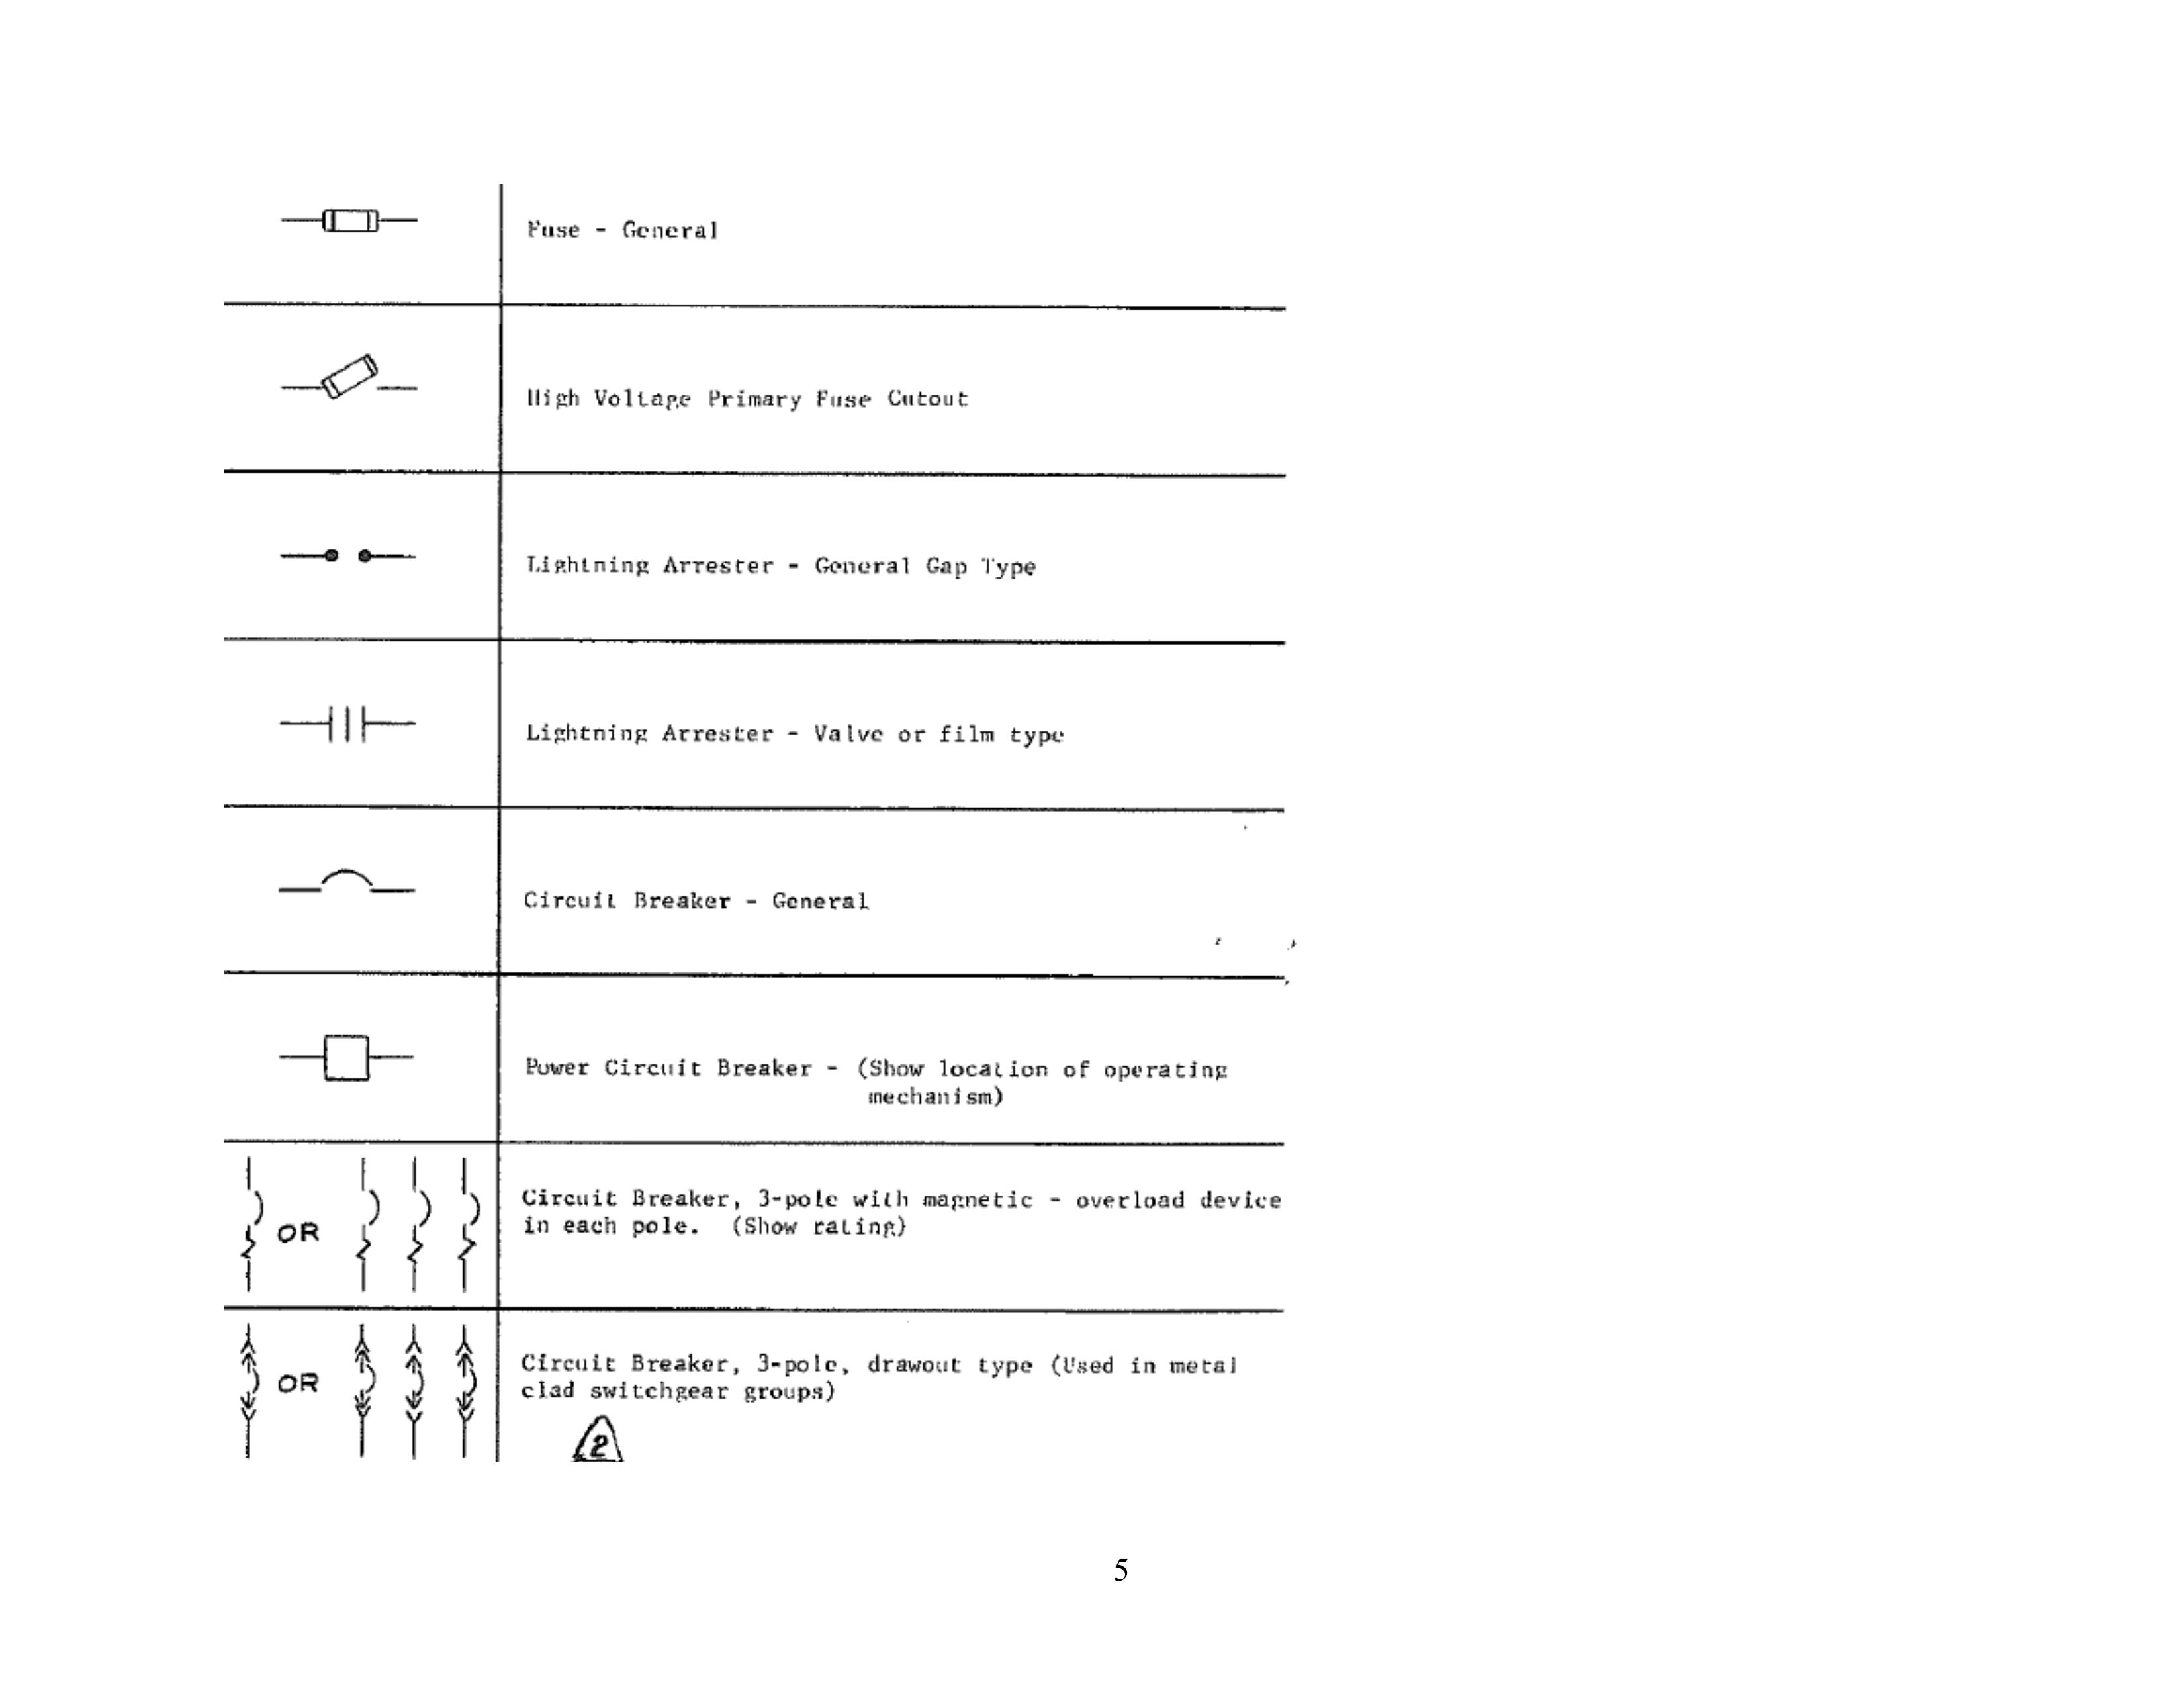 Fuse - General
High Voltage Primary Fuse Cutout
Lightning Arrester - General Gap Type
Lightning Arrester - Valve or film type
Circuit Breaker - General
Power Circuit Breaker - (Show location of operating
mechanism)
OR
Circuit Breaker, 3-pole with magnetic - overload device
in each pole. (Show rating)
OR
Circuit Breaker, 3-pole, drawout type (Used in metal
clad switchgear groups)
2
5